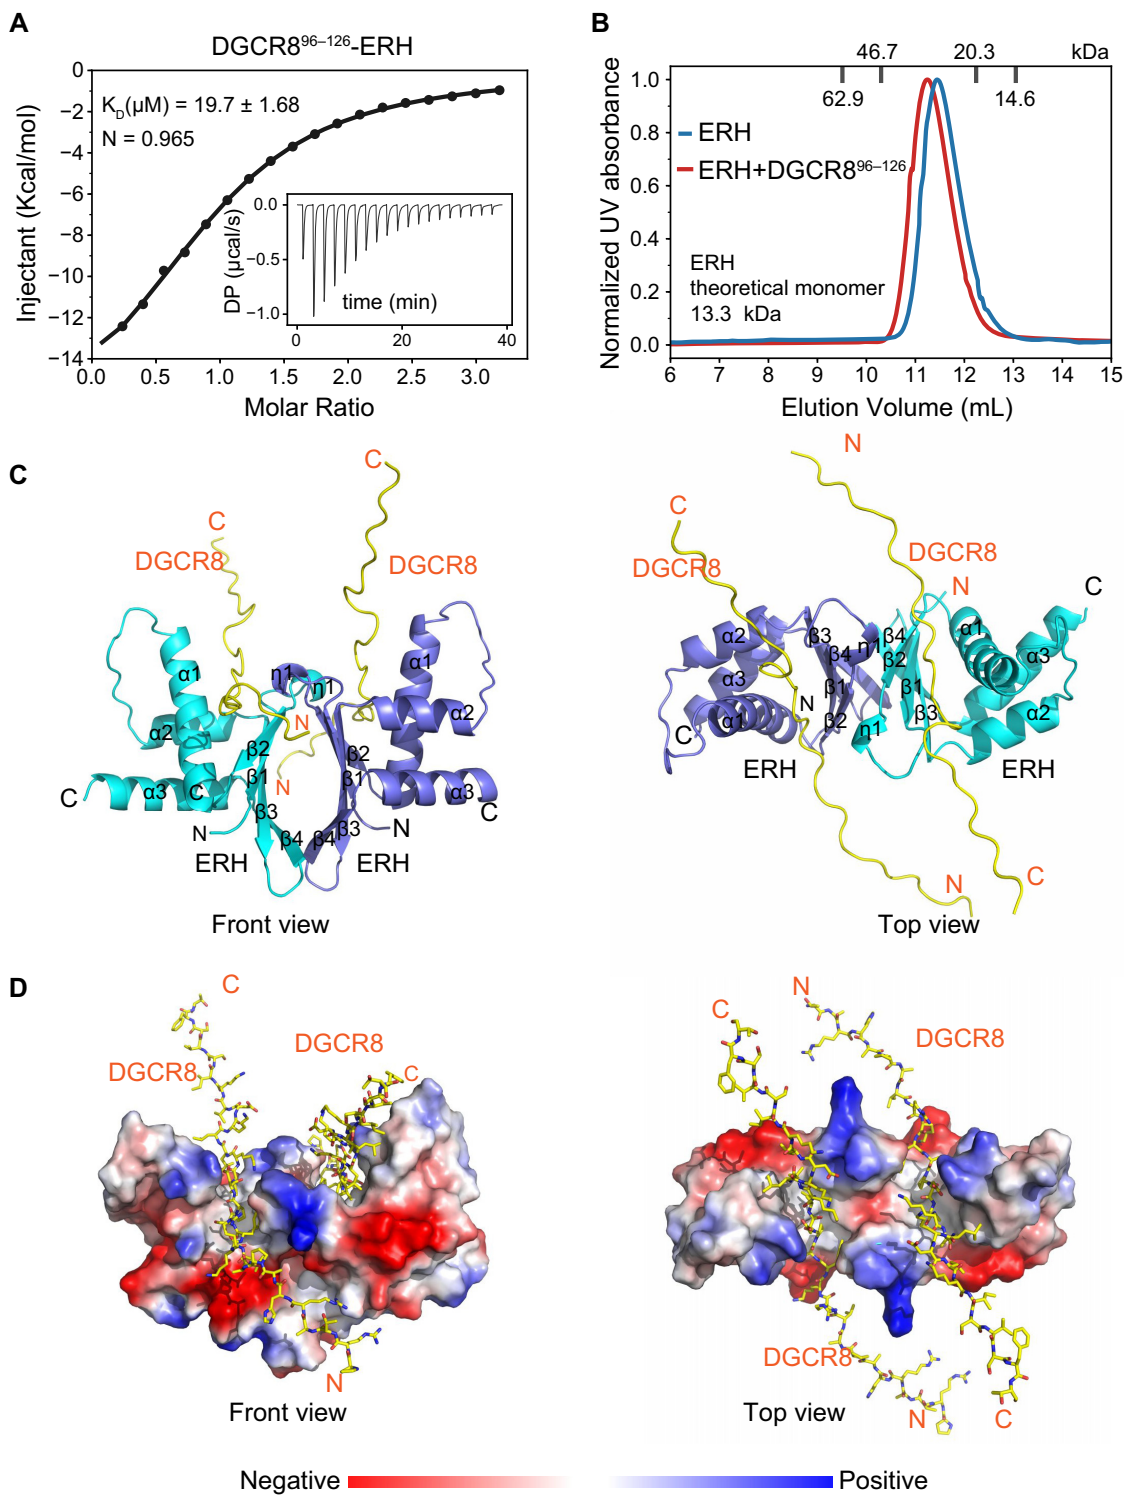 A
DGCR8⁹⁶⁻¹²⁶-ERH
K_D(μM) = 19.7 ± 1.68
N = 0.965
Injectant (Kcal/mol)
0
−2
−4
−6
−8
−10
−12
−14
0.0 0.5 1.0 1.5 2.0 2.5 3.0
Molar Ratio
DP (μcal/s)
0.0
−0.5
−1.0
time (min)
0 20 40
B
46.7 20.3 kDa
62.9 14.6
Normalized UV absorbance
1.0
0.8
0.6
0.4
0.2
0.0
ERH
ERH+DGCR8⁹⁶⁻¹²⁶
ERH
theoretical monomer
13.3 kDa
6 7 8 9 10 11 12 13 14 15
Elution Volume (mL)
C
C
C
DGCR8
DGCR8
α1
α1
η1
η1
α2
α2
N
β2
β2
β1
β1
N
C
α3
C
α3
C
β3
β3
β4
β4
N
N
ERH
ERH
Front view
N
C
DGCR8
DGCR8
N
C
α2
β3
β4
η1
β4
β2
α1
α3
α3
β1
β1
N
α1
β2
β3
α2
C
η1
ERH
ERH
N
C
Top view
D
C
DGCR8
DGCR8
C
N
Front view
N
C
DGCR8
DGCR8
N
C
Top view
Negative
Positive